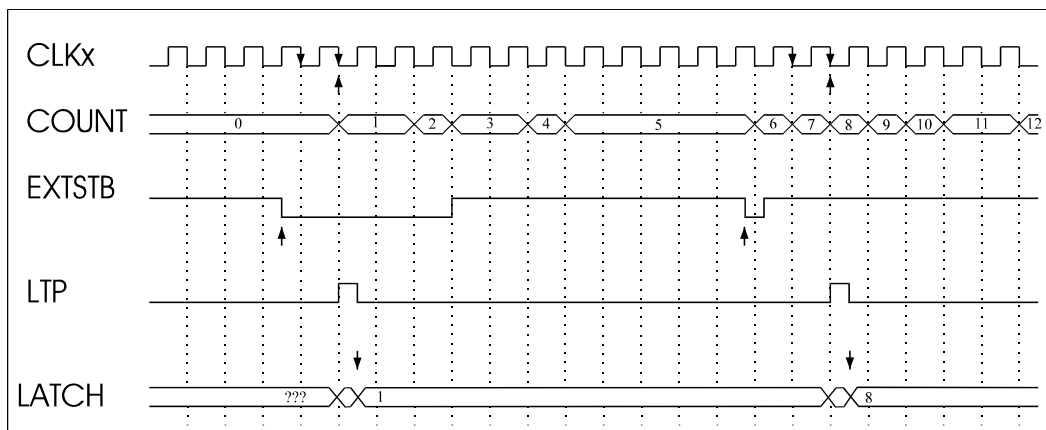 CLKx
COUNT 0 1 2 3 4 5 6 7 8 9 10 11 12
EXTSTB
LTP
LATCH ??? 1 8